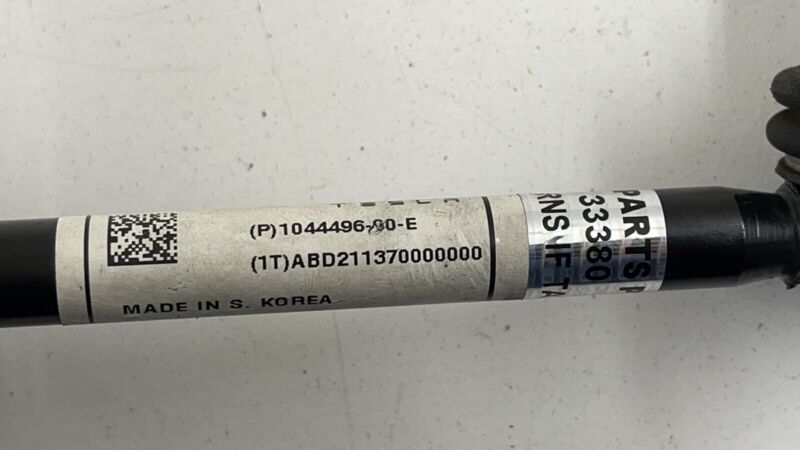 (P)1044496-00-E
(1T)ABD211370000000
MADE IN S. KOREA
PARTS
33380